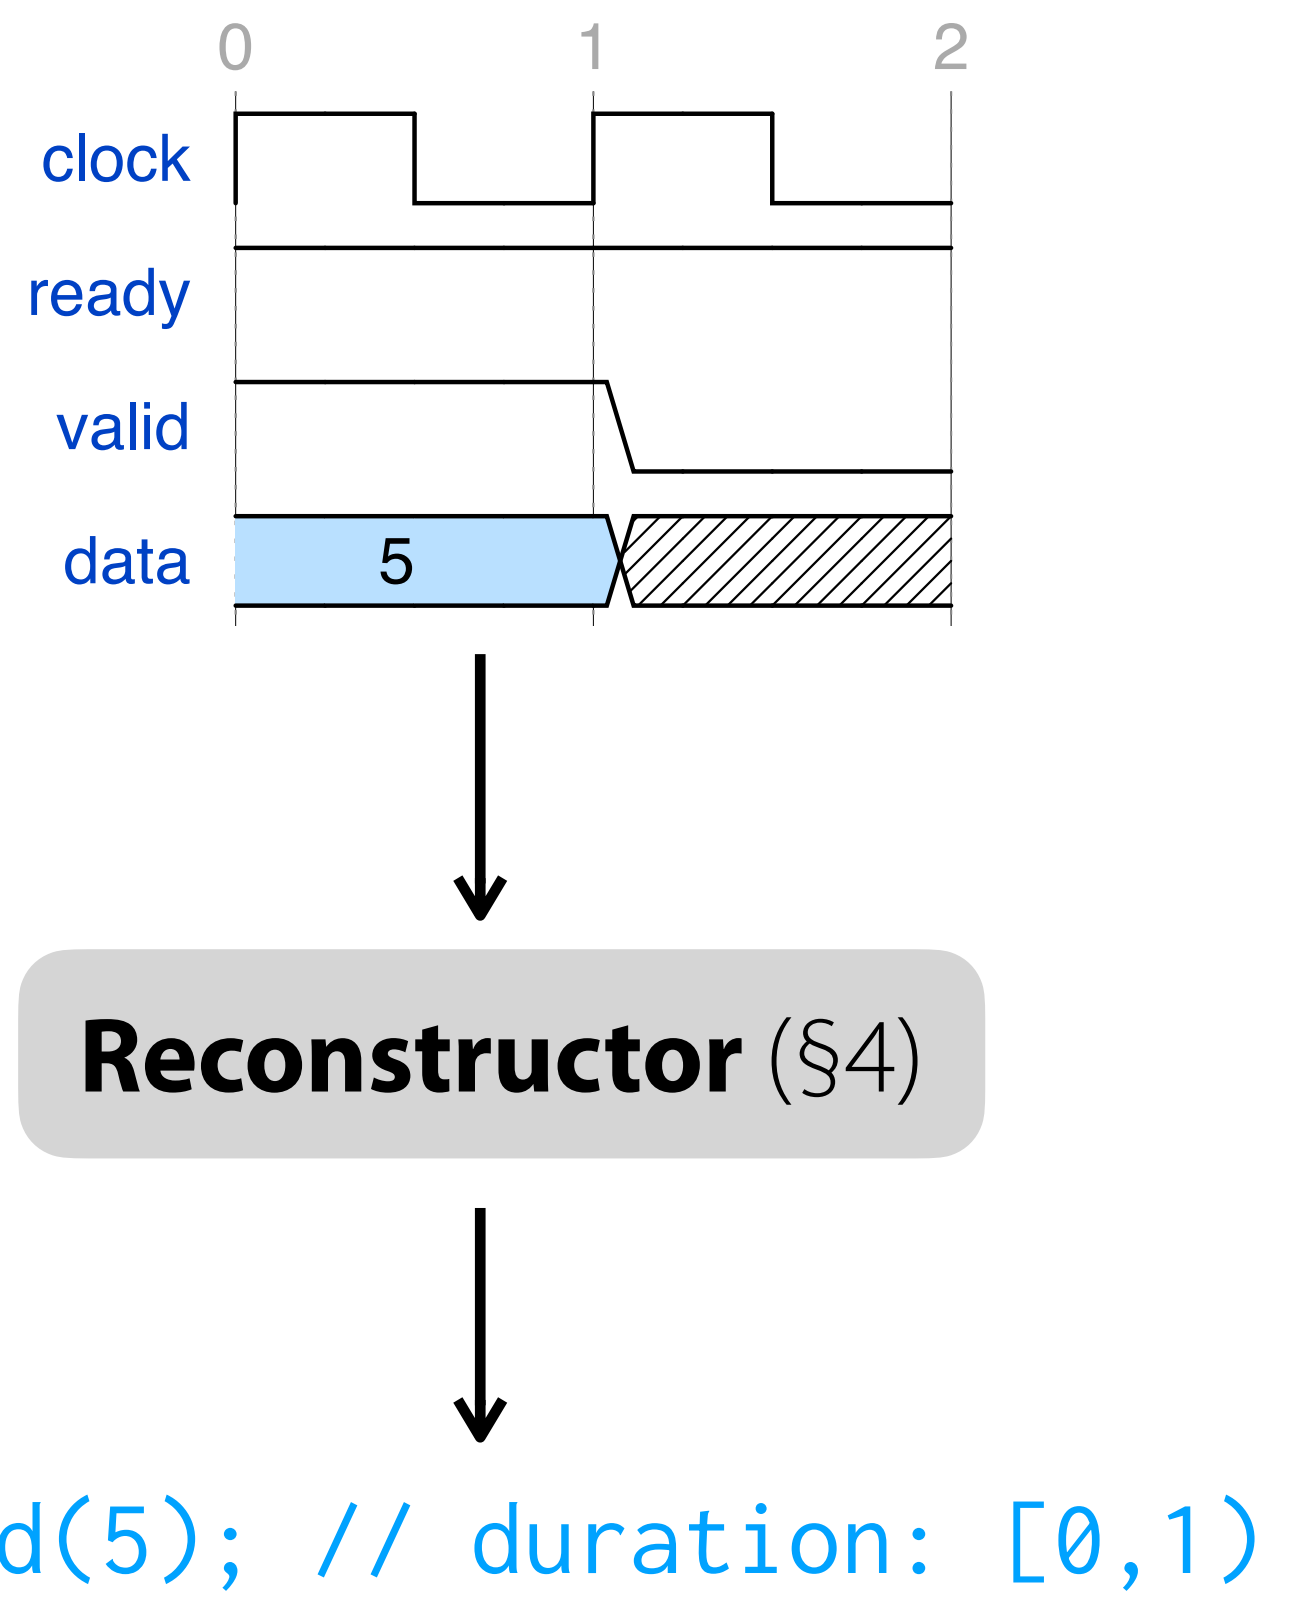 0 1 2
clock
ready
valid
data 5
Reconstructor (§4)
d(5); // duration: [0,1)